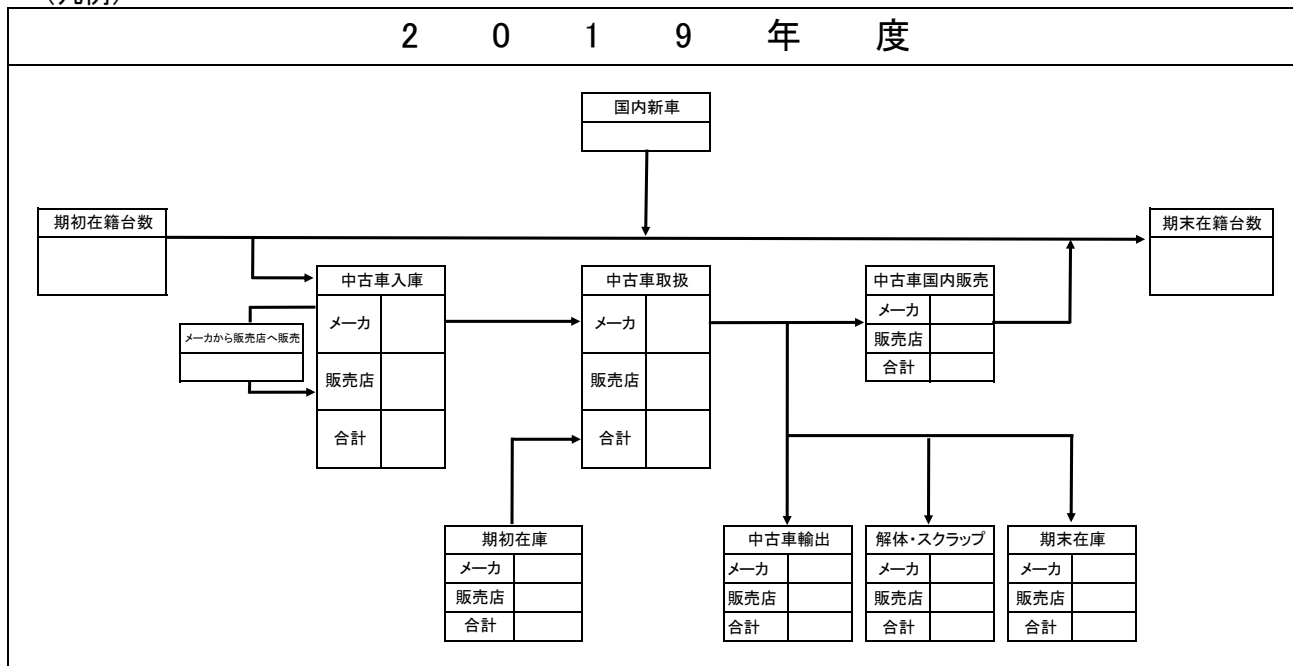 (凡例)
2019年度
国内新車
期初在籍台数
期末在籍台数
中古車入庫
メーカ
販売店
合計
メーカから販売店へ販売
中古車取扱
メーカ
販売店
合計
中古車国内販売
メーカ
販売店
合計
期初在庫
メーカ
販売店
合計
中古車輸出
メーカ
販売店
合計
解体・スクラップ
メーカ
販売店
合計
期末在庫
メーカ
販売店
合計